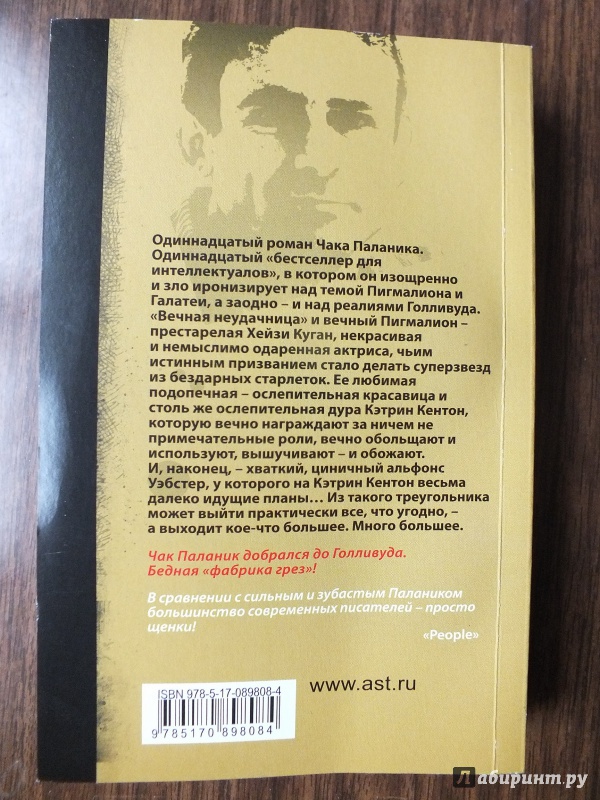 Одиннадцатый роман Чака Паланика.
Одиннадцатый «бестселлер для
интеллектуалов», в котором он изощренно
и зло иронизирует над темой Пигмалиона и
Галатеи, а заодно – и над реалиями Голливуда.
«Вечная неудачница» и вечный Пигмалион –
престарелая Хейзи Куган, некрасивая
и немыслимо одаренная актриса, чьим
истинным призванием стало делать суперзвезд
из бездарных старлеток. Ее любимая
подопечная – ослепительная красавица и
столь же ослепительная дура Кэтрин Кентон,
которую вечно награждают за ничем не
примечательные роли, вечно обольщают и
используют, вышучивают – и обожают.
И, наконец, – хваткий, циничный альфонс
Уэбстер, у которого на Кэтрин Кентон весьма
далеко идущие планы... Из такого треугольника
может выйти практически все, что угодно, –
а выходит кое-что большее. Много большее.
Чак Паланик добрался до Голливуда.
Бедная «фабрика грез»!
В сравнении с сильным и зубастым Палаником
большинство современных писателей – просто
щенки!
«People»
ISBN 978-5-17-089808-4
9 785170 898084
www.ast.ru
Лабиринт.ру